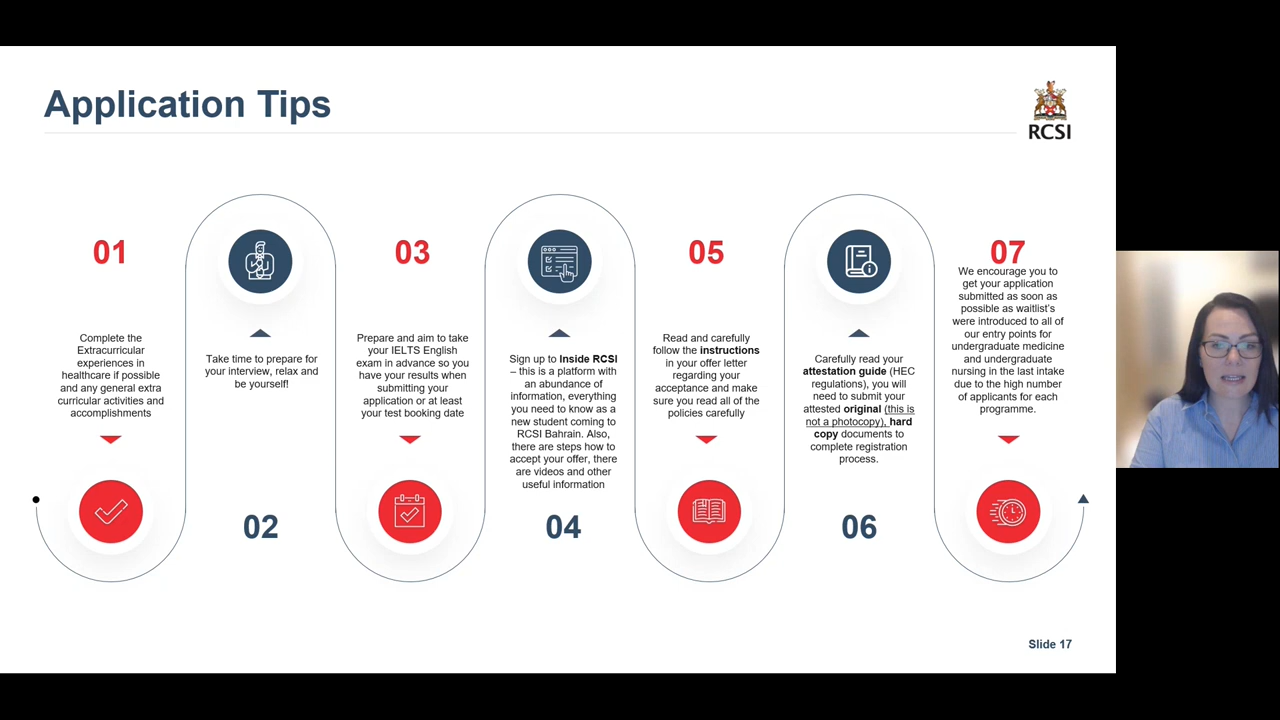 Application Tips
RCSI
01
Complete the
Extracurricular
experiences in
healthcare if possible
and any general extra
curricular activities and
accomplishments
Take time to prepare for
your interview, relax and
be yourself!
02
03
Prepare and aim to take
your IELTS English
exam in advance so you
have your results when
submitting your
application or at least
your test booking date
Sign up to Inside RCSI
– this is a platform with
an abundance of
information, everything
you need to know as a
new student coming to
RCSI Bahrain. Also,
there are steps how to
accept your offer, there
are videos and other
useful information
04
05
Read and carefully
follow the instructions
in your offer letter
regarding your
acceptance and make
sure you read all of the
policies carefully
Carefully read your
attestation guide (HEC
regulations), you will
need to submit your
attested original (this is
not a photocopy), hard
copy documents to
complete registration
process.
06
07
We encourage you to
get your application
submitted as soon as
possible as waitlist's
were introduced to all of
our entry points for
undergraduate medicine
and undergraduate
nursing in the last intake
due to the high number
of applicants for each
programme.
Slide 17